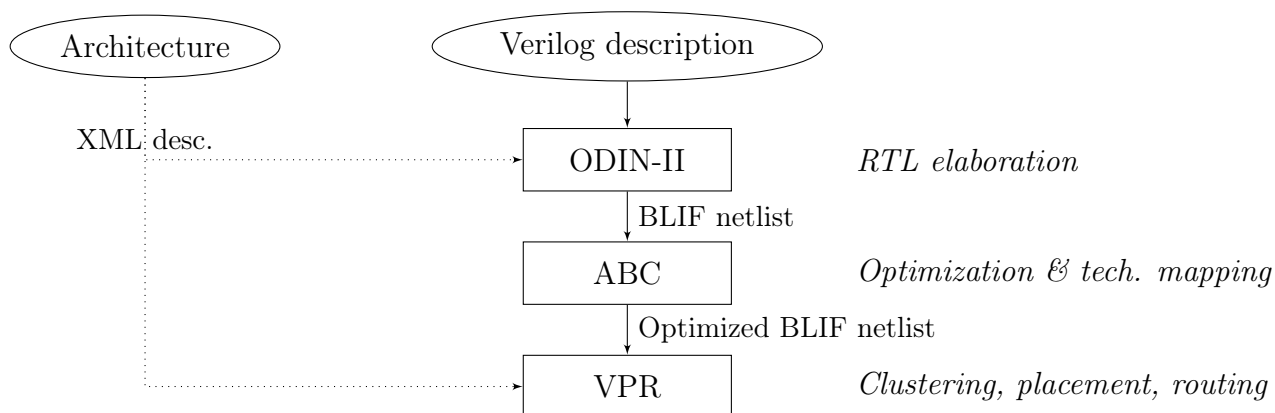 Architecture
Verilog description
XML desc.
ODIN-II
RTL elaboration
BLIF netlist
ABC
Optimization & tech. mapping
Optimized BLIF netlist
VPR
Clustering, placement, routing